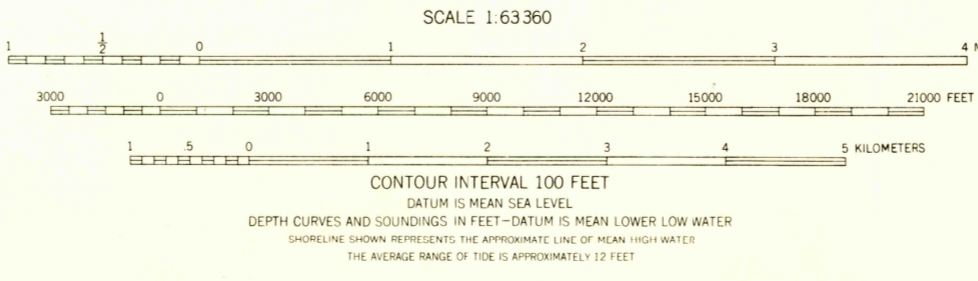 SCALE 1:63 360
1 1/2 0 1 2 3 4
3000 0 3000 6000 9000 12000 15000 18000 21000 FEET
1 .5 0 1 2 3 4 5 KILOMETERS
CONTOUR INTERVAL 100 FEET
DATUM IS MEAN SEA LEVEL
DEPTH CURVES AND SOUNDINGS IN FEET—DATUM IS MEAN LOWER LOW WATER
SHORELINE SHOWN REPRESENTS THE APPROXIMATE LINE OF MEAN HIGH WATER
THE AVERAGE RANGE OF TIDE IS APPROXIMATELY 12 FEET